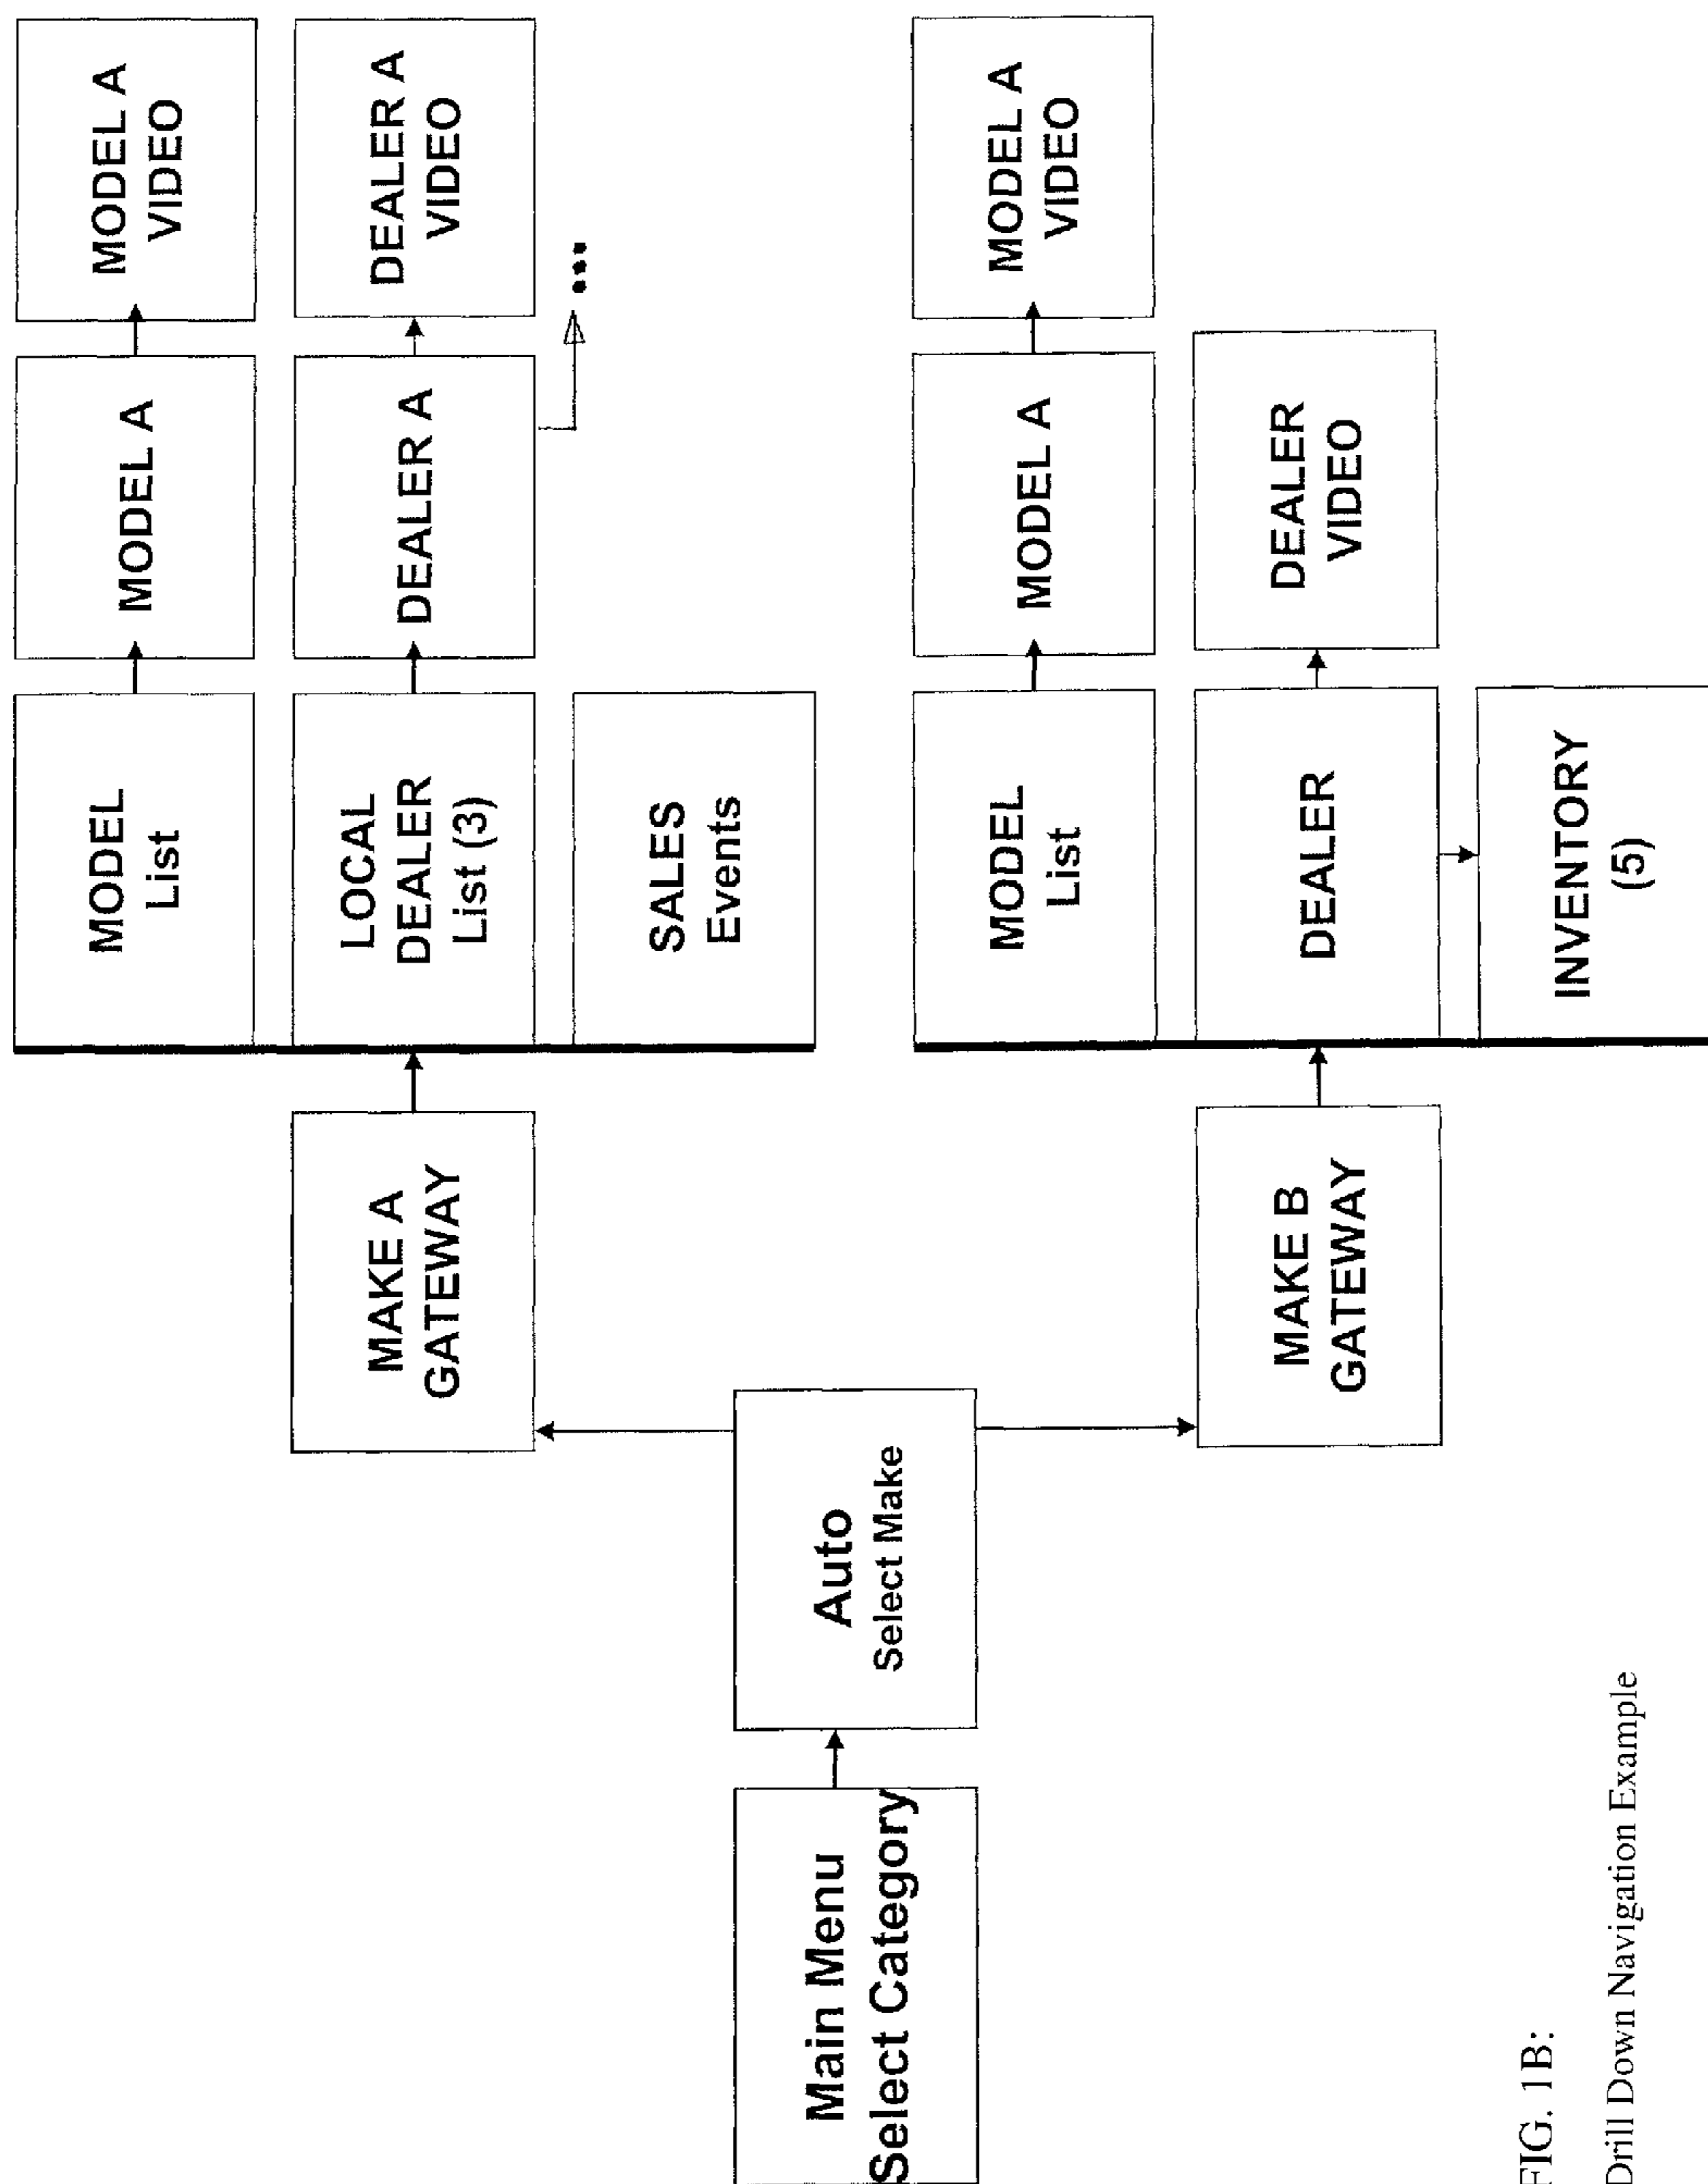 Main Menu
Select Category
Auto
Select Make
MAKE A
GATEWAY
MODEL
List
MODEL A
MODEL A
VIDEO
LOCAL
DEALER
List (3)
DEALER A
DEALER A
VIDEO
•••
SALES
Events
MAKE B
GATEWAY
MODEL
List
MODEL A
MODEL A
VIDEO
DEALER
DEALER
VIDEO
INVENTORY
(5)
FIG. 1B:
Drill Down Navigation Example